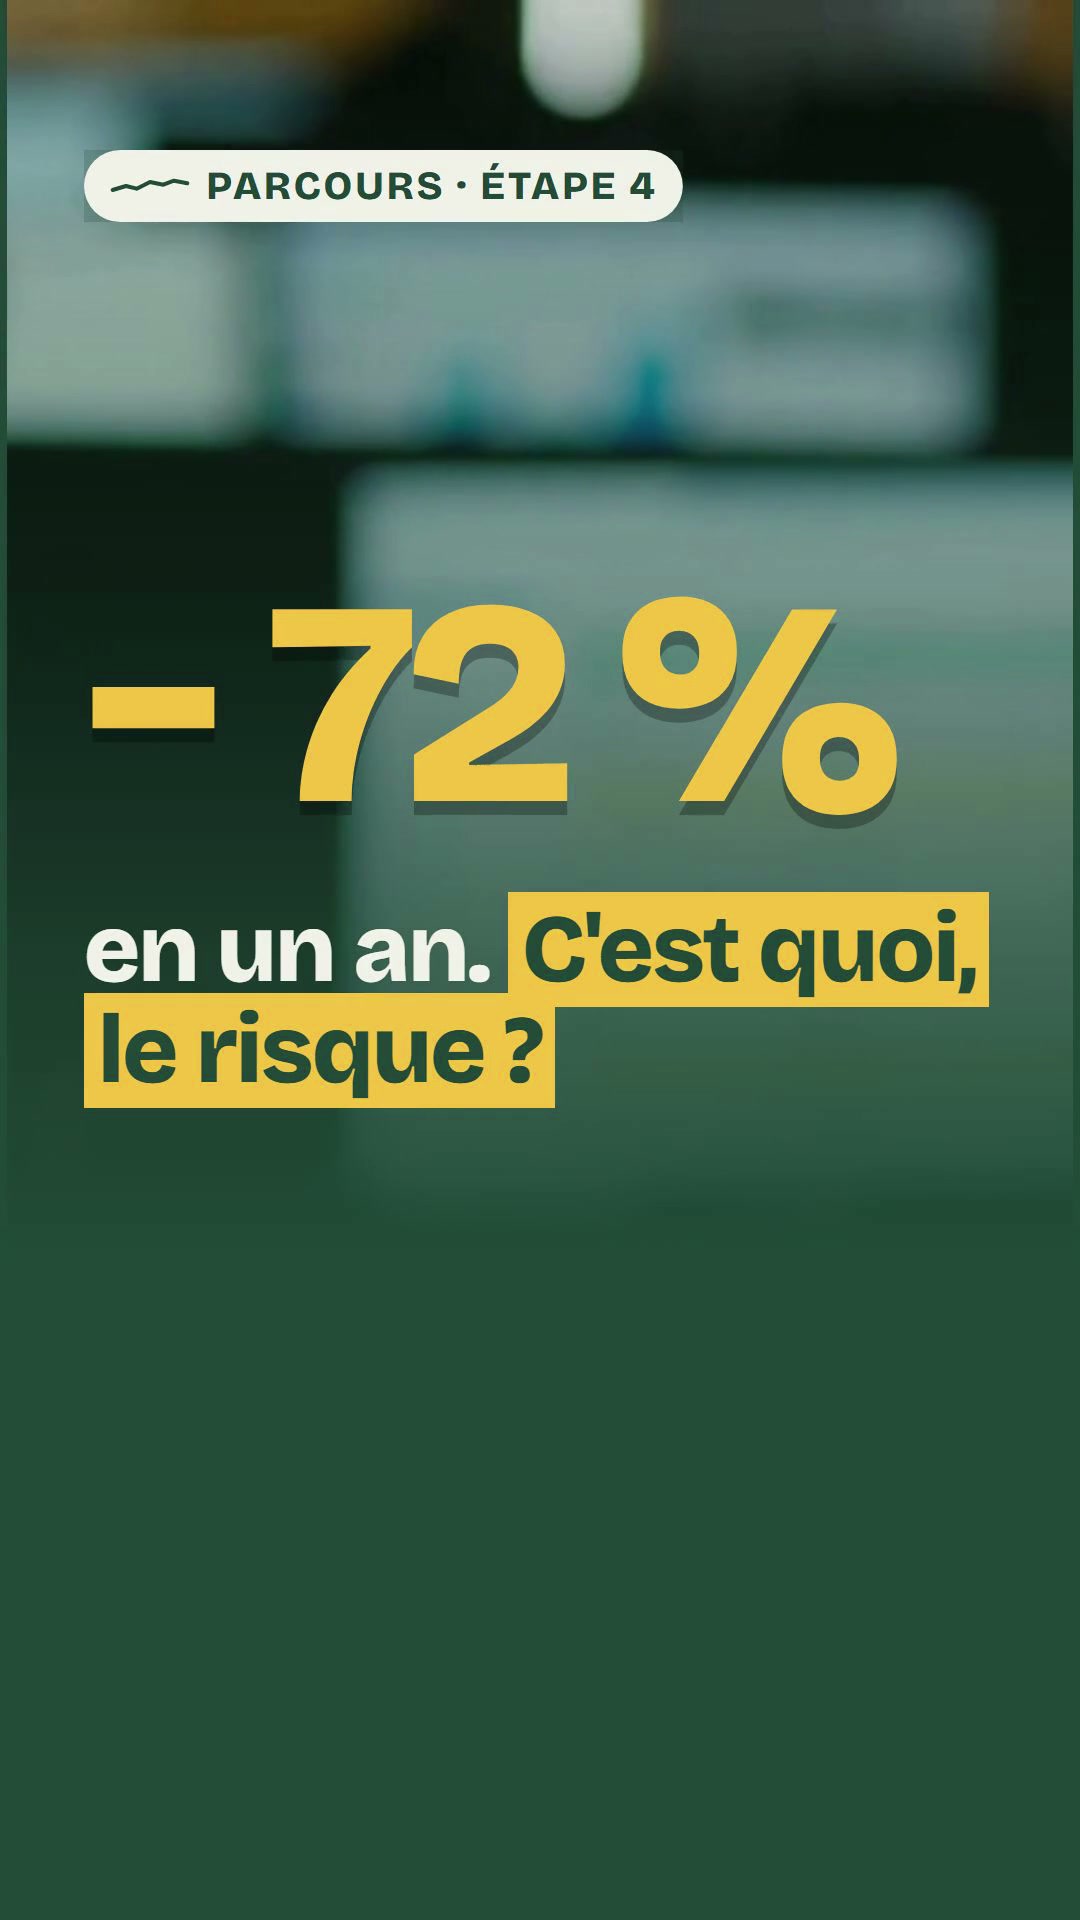 PARCOURS · ÉTAPE 4
- 72 %
en un an. C'est quoi,
le risque ?